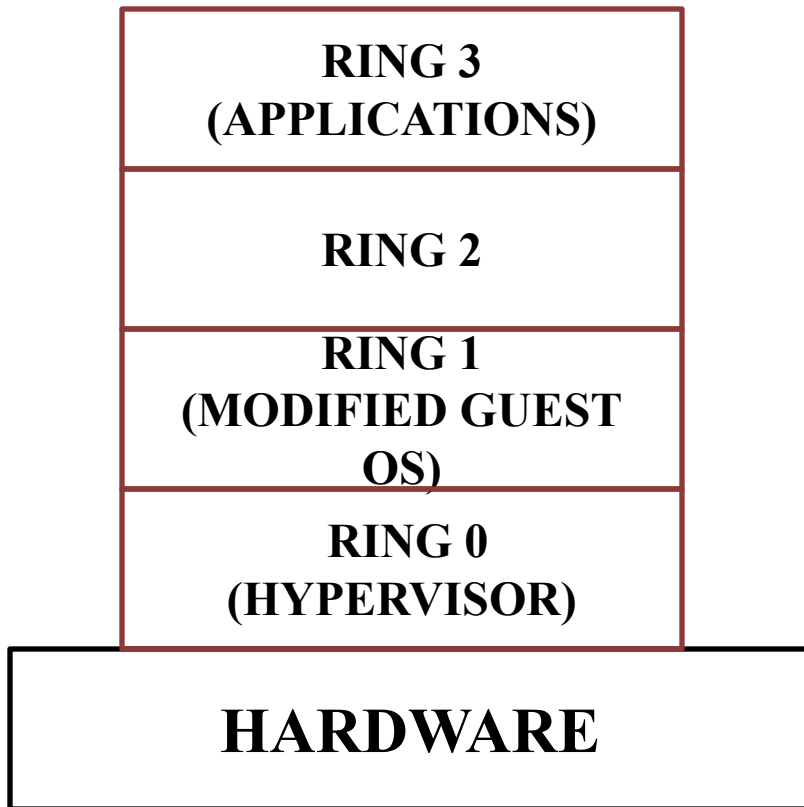 RING 3
(APPLICATIONS)
RING 2
RING 1
(MODIFIED GUEST
OS)
RING 0
(HYPERVISOR)
HARDWARE